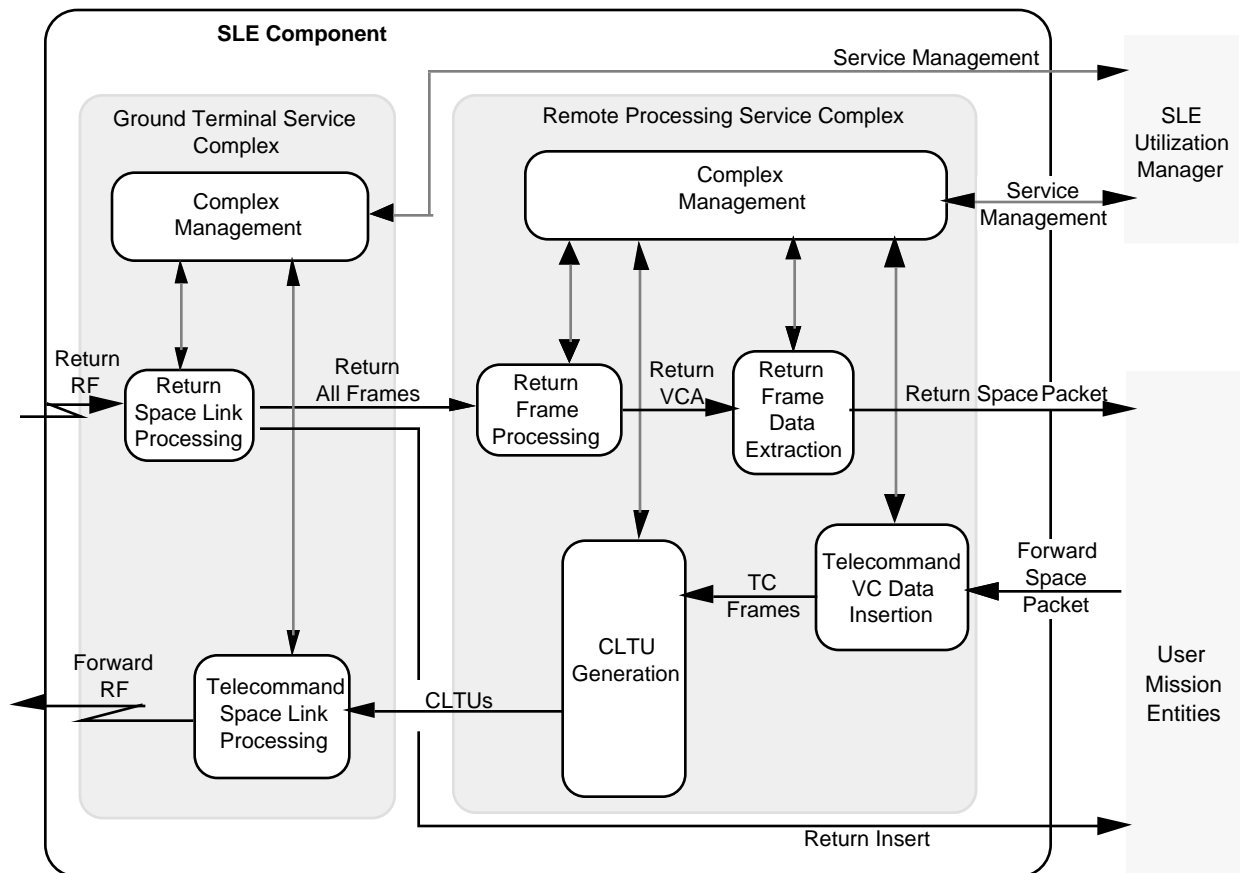 SLE Component
Service Management
Ground Terminal Service
Complex
Remote Processing Service Complex
SLE
Utilization
Manager
Complex
Management
Complex
Management
Service
Management
Return
RF
Return
Space Link
Processing
Return
All Frames
Return
Frame
Processing
Return
VCA
Return
Frame
Data
Extraction
Return Space Packet
Telecommand
VC Data
Insertion
Forward
Space
Packet
TC
Frames
CLTU
Generation
User
Mission
Entities
Forward
RF
Telecommand
Space Link
Processing
CLTUs
Return Insert